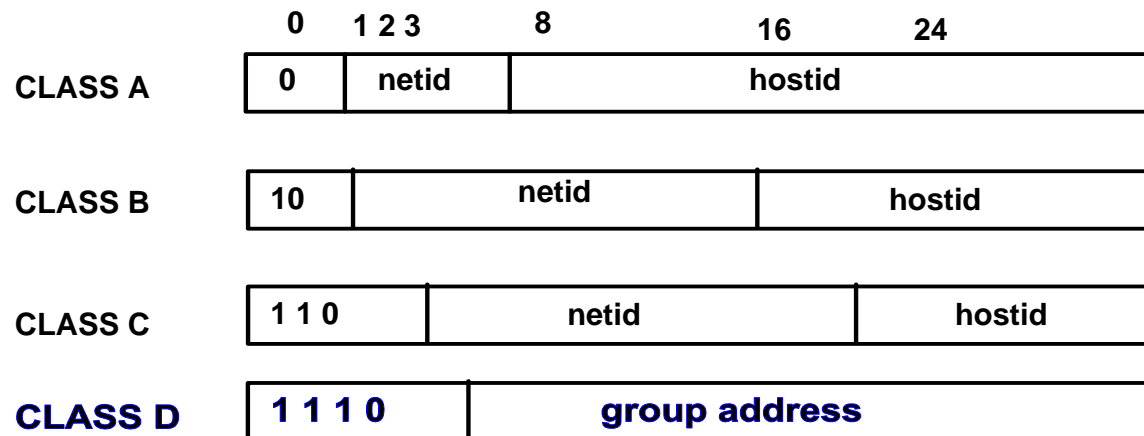 0 1 2 3 8 16 24
CLASS A 0 netid hostid
CLASS B 10 netid hostid
CLASS C 1 1 0 netid hostid
CLASS D 1 1 1 0 group address